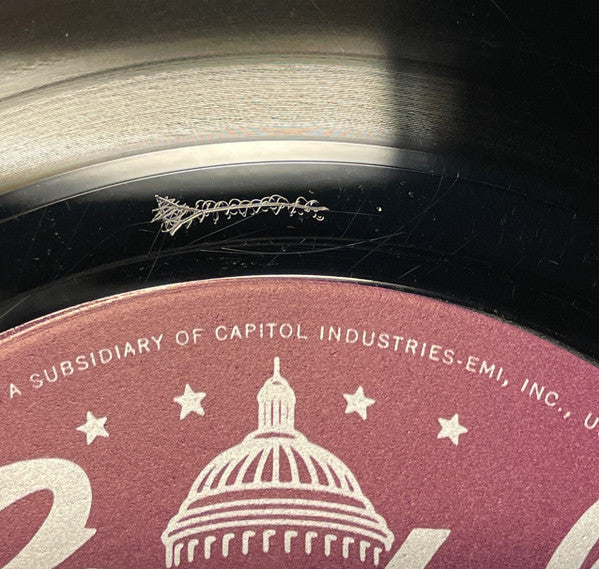 A SUBSIDIARY OF CAPITOL INDUSTRIES-EMI, INC., U